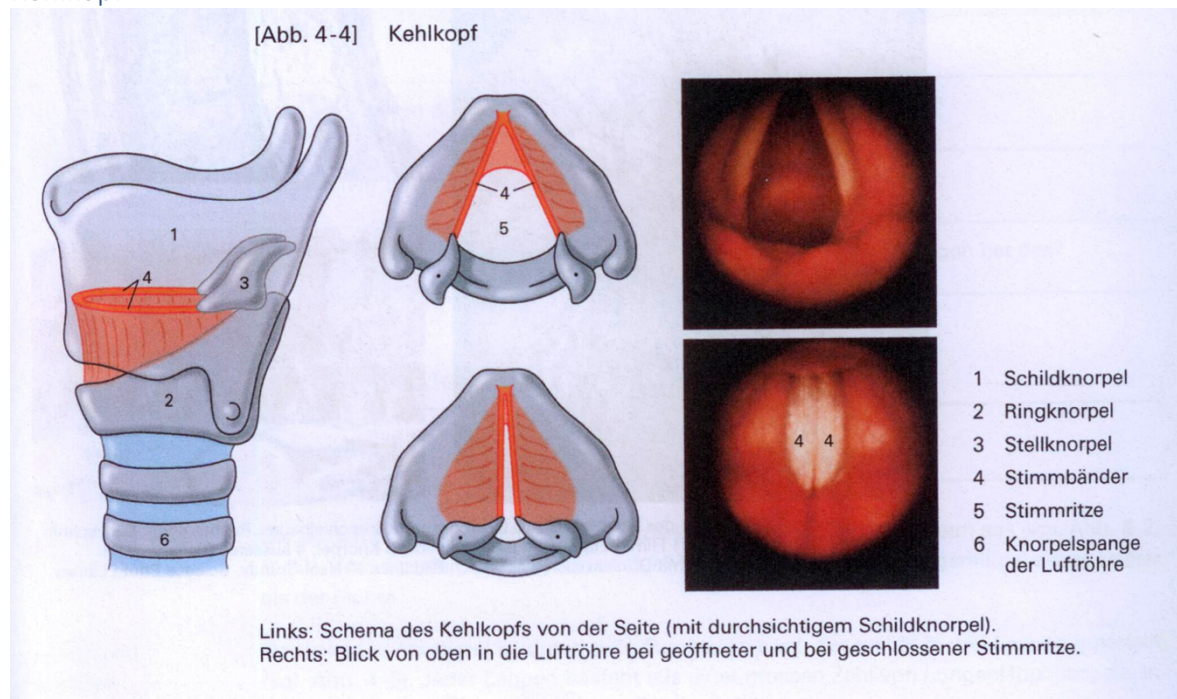 [Abb. 4-4] Kehlkopf
1
4
3
2
6
4
5
4 4
1 Schildknorpel
2 Ringknorpel
3 Stellknorpel
4 Stimmbänder
5 Stimmritze
6 Knorpelspange
der Luftröhre
Links: Schema des Kehlkopfs von der Seite (mit durchsichtigem Schildknorpel).
Rechts: Blick von oben in die Luftröhre bei geöffneter und bei geschlossener Stimmritze.